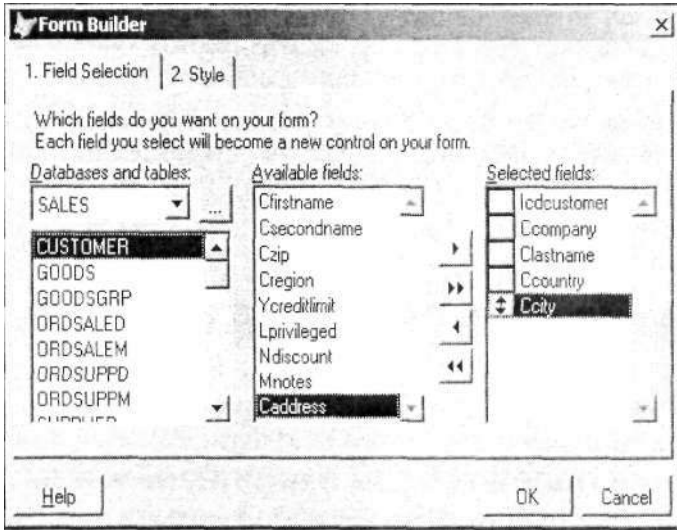 Form Builder
1. Field Selection
2. Style
Which fields do you want on your form?
Each field you select will become a new control on your form.
Databases and tables:
SALES
...
CUSTOMER
GOODS
GOODSGRP
ORDSALED
ORDSALEM
ORDSUPPD
ORDSUPPM
SUPPLIER
Available fields:
Cfirstname
Csecondname
Czip
Cregion
Ycreditlimit
Lprivileged
Ndiscount
Mnotes
Caddress
Selected fields:
Icdcustomer
Ccompany
Clastname
Ccountry
Ccity
Help
OK
Cancel